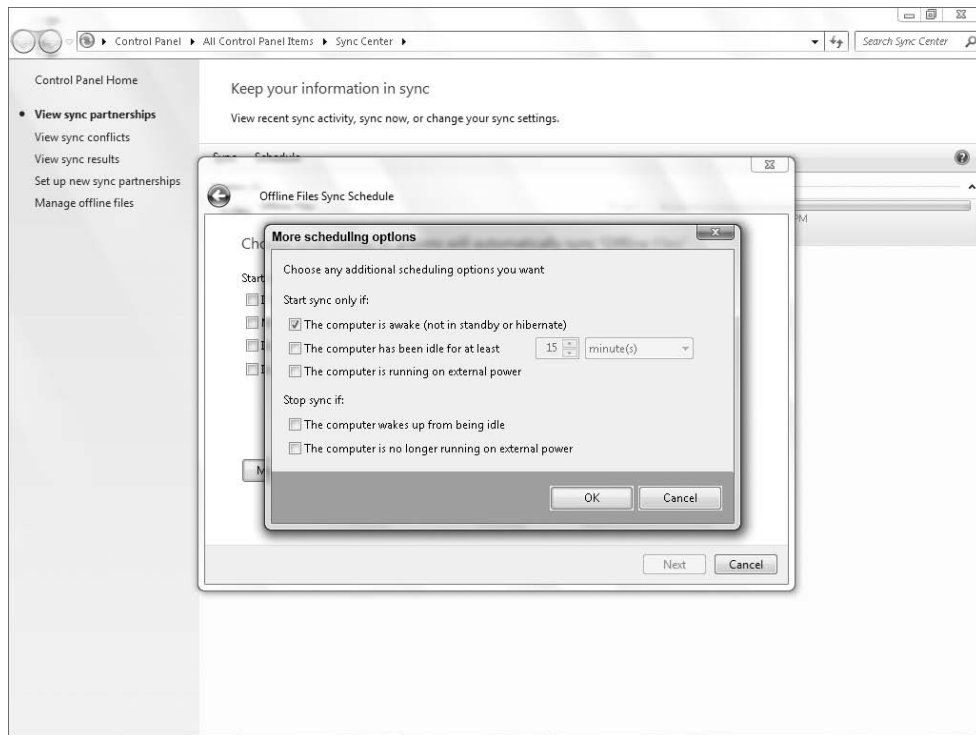 Control Panel ▸ All Control Panel Items ▸ Sync Center ▸
Search Sync Center
Control Panel Home
View sync partnerships
View sync conflicts
View sync results
Set up new sync partnerships
Manage offline files
Keep your information in sync
View recent sync activity, sync now, or change your sync settings.
Sync Schedule
Offline Files Sync Schedule
More scheduling options
Choose any additional scheduling options you want
Start sync only if:
The computer is awake (not in standby or hibernate)
The computer has been idle for at least 15 minute(s)
The computer is running on external power
Stop sync if:
The computer wakes up from being idle
The computer is no longer running on external power
OK Cancel
Next Cancel